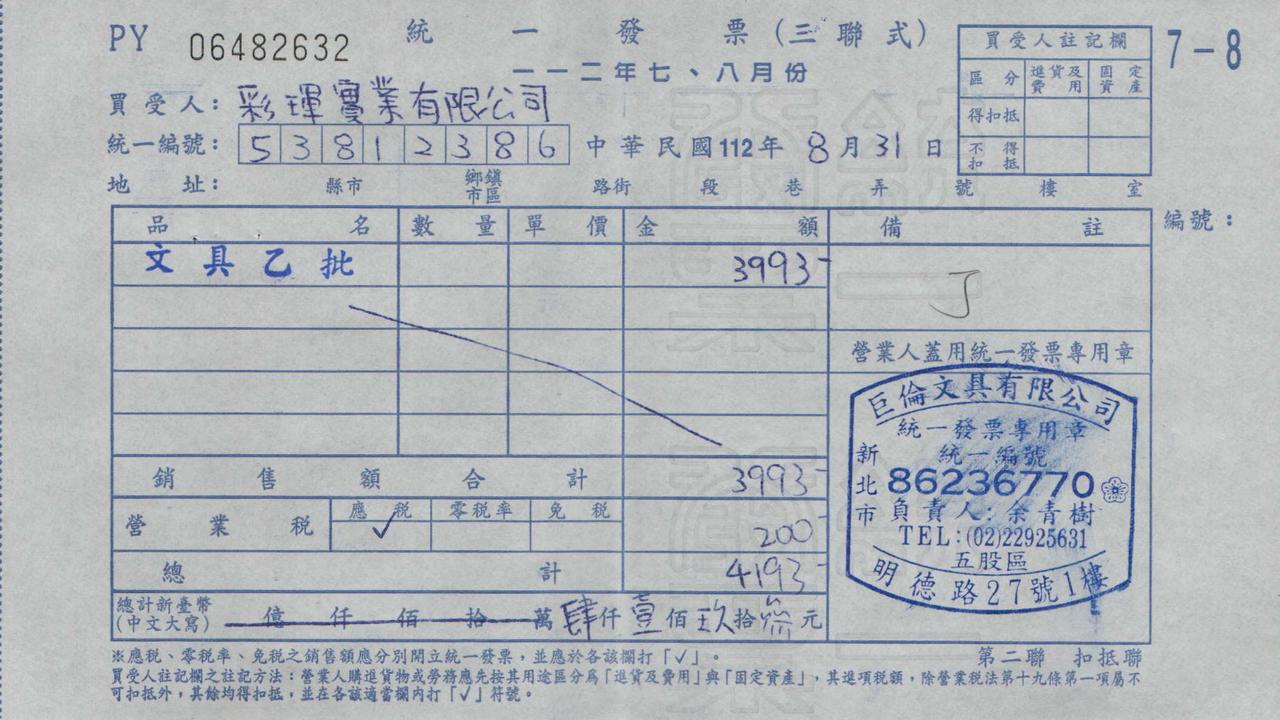 PY 06482632 統一發票(三聯式)
一一二年七、八月份
買受人註記欄 7-8
區分 進貨及費用 固定資產
得扣抵
不得扣抵
買受人:彩琿實業有限公司
統一編號:53812386 中華民國112年8月31日
地址: 縣市 鄉鎮市區 路街 段 巷 弄 號 樓 室
品名 數量 單價 金額 備註 編號:
文具乙批 3993-
營業人蓋用統一發票專用章
巨倫文具有限公司
統一發票專用章
統一編號
新北市
86236770
負責人:余青樹
TEL:(02)22925631
五股區
明德路27號1樓
銷售額合計 3993-
營業稅 應稅 ✓ 零稅率 免稅 200-
總計 4193-
總計新臺幣(中文大寫) 億仟佰拾萬肆仟壹佰玖拾參元
※應稅、零稅率、免稅之銷售額應分別開立統一發票,並應於各該欄打「✓」。 第二聯 扣抵聯
買受人註記欄之註記方法:營業人購進貨物或勞務應先按其用途區分為「進貨及費用」與「固定資產」,其進項稅額,除營業稅法第十九條第一項屬不
可扣抵外,其餘均得扣抵,並在各該適當欄內打「✓」符號。